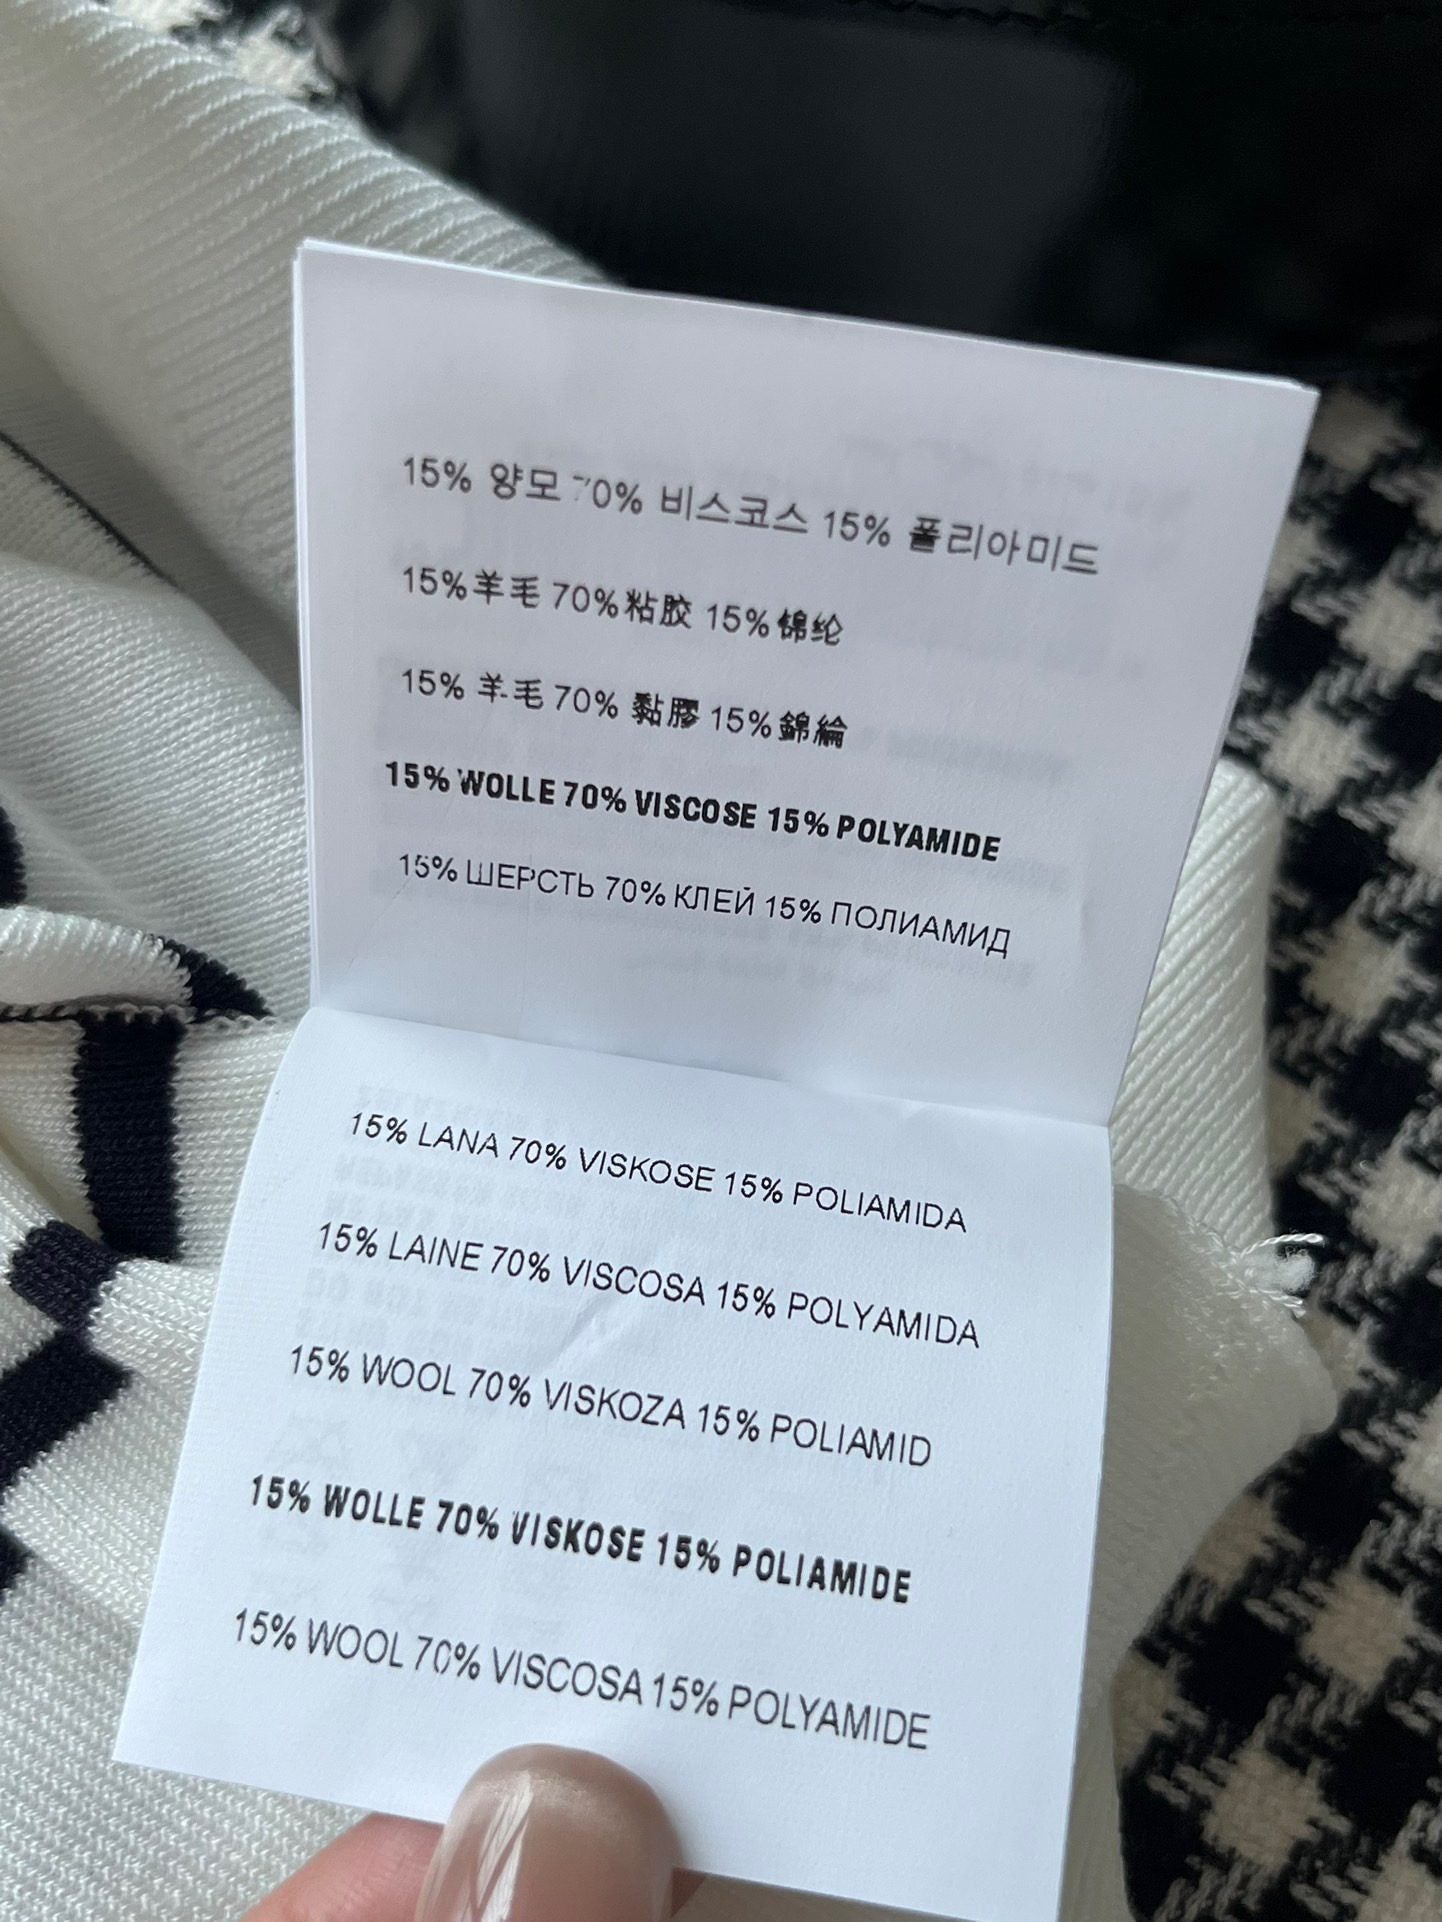 15% 양모 70% 비스코스 15% 폴리아미드
15%羊毛 70%粘胶 15%锦纶
15% 羊毛 70% 黏膠 15%錦綸
15% WOLLE 70% VISCOSE 15% POLYAMIDE
15% ШЕРСТЬ 70% КЛЕЙ 15% ПОЛИАМИД
15% LANA 70% VISKOSE 15% POLIAMIDA
15% LAINE 70% VISCOSA 15% POLYAMIDA
15% WOOL 70% VISKOZA 15% POLIAMID
15% WOLLE 70% VISKOSE 15% POLIAMIDE
15% WOOL 70% VISCOSA 15% POLYAMIDE